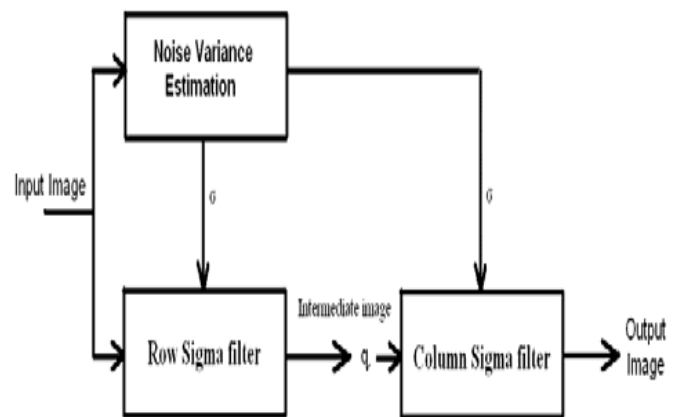 Noise Variance
Estimation
Input Image
σ
σ
Intermediate image
Row Sigma filter
q
Column Sigma filter
Output
Image